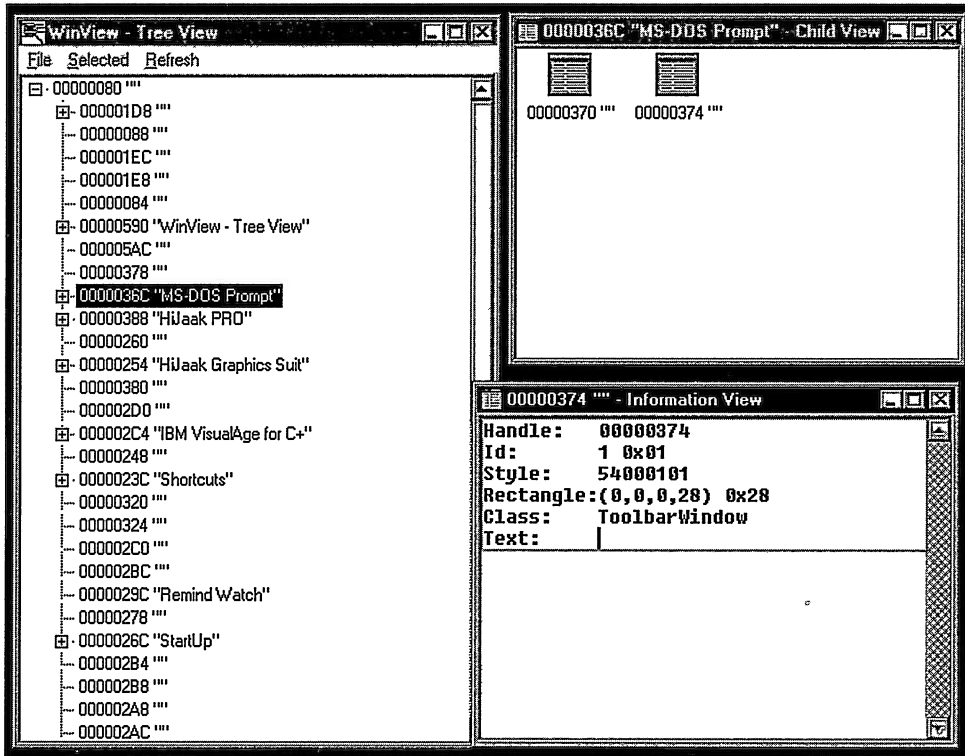 WinView - Tree View
File Selected Refresh
00000080 ""
000001D8 ""
00000088 ""
000001EC ""
000001E8 ""
00000084 ""
00000590 "WinView - Tree View"
000005AC ""
00000378 ""
0000036C "MS-DOS Prompt"
00000388 "HiJaak PRO"
00000260 ""
00000254 "HiJaak Graphics Suit"
00000380 ""
000002D0 ""
000002C4 "IBM VisualAge for C+"
00000248 ""
0000023C "Shortcuts"
00000320 ""
00000324 ""
000002C0 ""
000002BC ""
0000029C "Remind Watch"
00000278 ""
0000026C "StartUp"
000002B4 ""
000002B8 ""
000002A8 ""
000002AC ""
0000036C "MS-DOS Prompt" - Child View
00000370 "" 00000374 ""
00000374 "" - Information View
Handle: 00000374
Id: 1 0x01
Style: 54000101
Rectangle:(0,0,0,28) 0x28
Class: ToolbarWindow
Text: